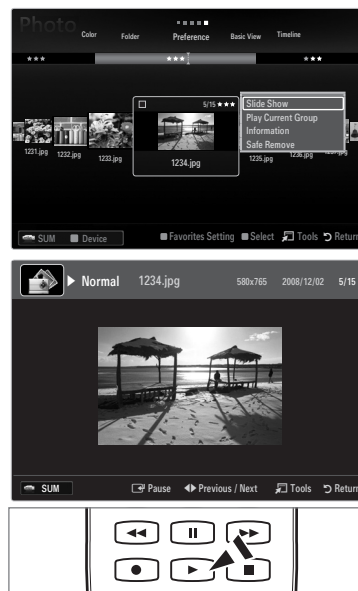 Photo
Color Folder Preference Basic View Timeline
5/15
Slide Show
Play Current Group
Information
Safe Remove
1231.jpg 1232.jpg 1233.jpg 1234.jpg 1235.jpg 1236.jpg
SUM Device Favorites Setting Select Tools Return
Normal 1234.jpg 580x765 2008/12/02 5/15
SUM Pause Previous / Next Tools Return